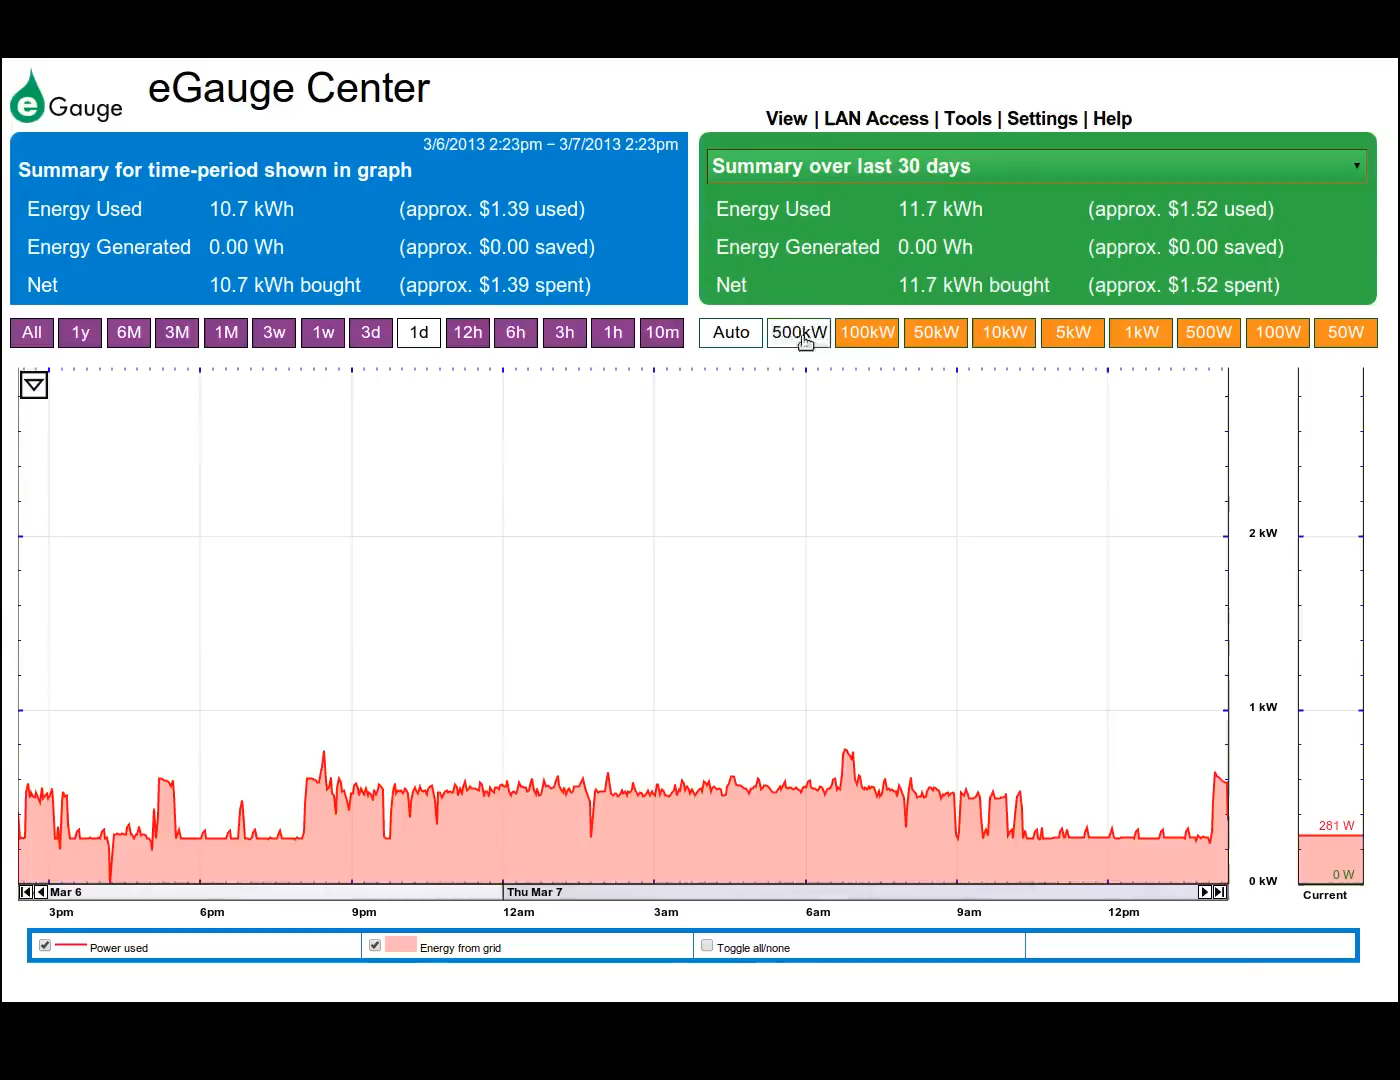 e Gauge
eGauge Center
View | LAN Access | Tools | Settings | Help
3/6/2013 2:23pm − 3/7/2013 2:23pm
Summary for time-period shown in graph
Energy Used 10.7 kWh (approx. $1.39 used)
Energy Generated 0.00 Wh (approx. $0.00 saved)
Net 10.7 kWh bought (approx. $1.39 spent)
Summary over last 30 days
Energy Used 11.7 kWh (approx. $1.52 used)
Energy Generated 0.00 Wh (approx. $0.00 saved)
Net 11.7 kWh bought (approx. $1.52 spent)
All 1y 6M 3M 1M 3w 1w 3d 1d 12h 6h 3h 1h 10m
Auto 500kW 100kW 50kW 10kW 5kW 1kW 500W 100W 50W
2 kW
1 kW
281 W
0 W
0 kW
Current
Mar 6 Thu Mar 7
3pm 6pm 9pm 12am 3am 6am 9am 12pm
Power used Energy from grid Toggle all/none